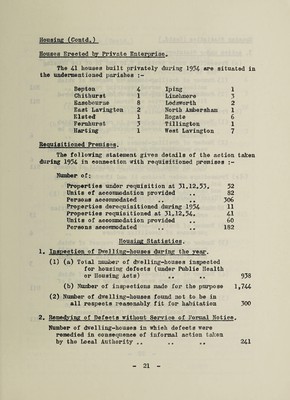 Housing (Contd.)
Houses Erected by Private Enterprise.
The 41 houses built privately during 1954 are situated in
the undermentioned parishes :-
Bepton 4 Iping 1
Chithurst 1 Linchmere 3
Easebourne 8 Lodsworth 2
East Lavington 2 North Ambersham 1
Elsted 1 Rogate 6
Fernhurst 3 Tillington 1
Harting 1 West Lavington 7
Requisitioned Premises.
The following statement gives details of the action taken
during 1954 in connection with requisitioned premises :-
Number of:
Properties under requisition at 31.12.53. 52
Units of accommodation provided .. 82
Persons accommodated .. .. 306
Properties derequisitioned during 1954 11
Properties requisitioned at 31.12.54. 41
Units of accommodation provided .. 60
Persons accommodated .. .. 182
Housing Statistics.
1. Inspection of Dwelling-houses during the year.
(1) (a) Total number of dwelling-houses inspected
for housing defects (under Public Health
or Housing Acts) .. .. 938
(b) Number of inspections made for the purpose 1,744
(2) Number of dwelling-houses found not to be in
all respects reasonably fit for habitation 300
2. Remedying of Defects without Service of Formal Notice.
Number of dwelling-houses in which defects were
remedied in consequence of informal action taken
by the Local Authority .. .. .. 241
- 21 -